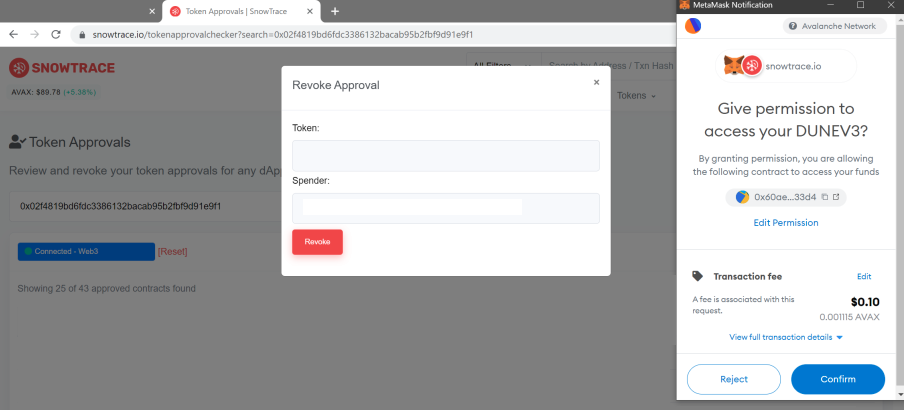 Token Approvals | SnowTrace
snowtrace.io/tokenapprovalchecker?search=0x02f4819bd6fdc3386132bacab95b2fbf9d91e9f1
SNOWTRACE
AVAX: $89.78 (+5.38%)
All Filters
Search by Address / Txn Hash
Tokens
Token Approvals
Review and revoke your token approvals for any dAp
0x02f4819bd6fdc3386132bacab95b2fbf9d91e9f1
Connected - Web3 [Reset]
Showing 25 of 43 approved contracts found
Revoke Approval
Token:
Spender:
Revoke
MetaMask Notification
Avalanche Network
snowtrace.io
Give permission to
access your DUNEV3?
By granting permission, you are allowing
the following contract to access your funds
0x60ae...33d4
Edit Permission
Transaction fee
Edit
A fee is associated with this
request.
$0.10
0.001115 AVAX
View full transaction details
Reject
Confirm